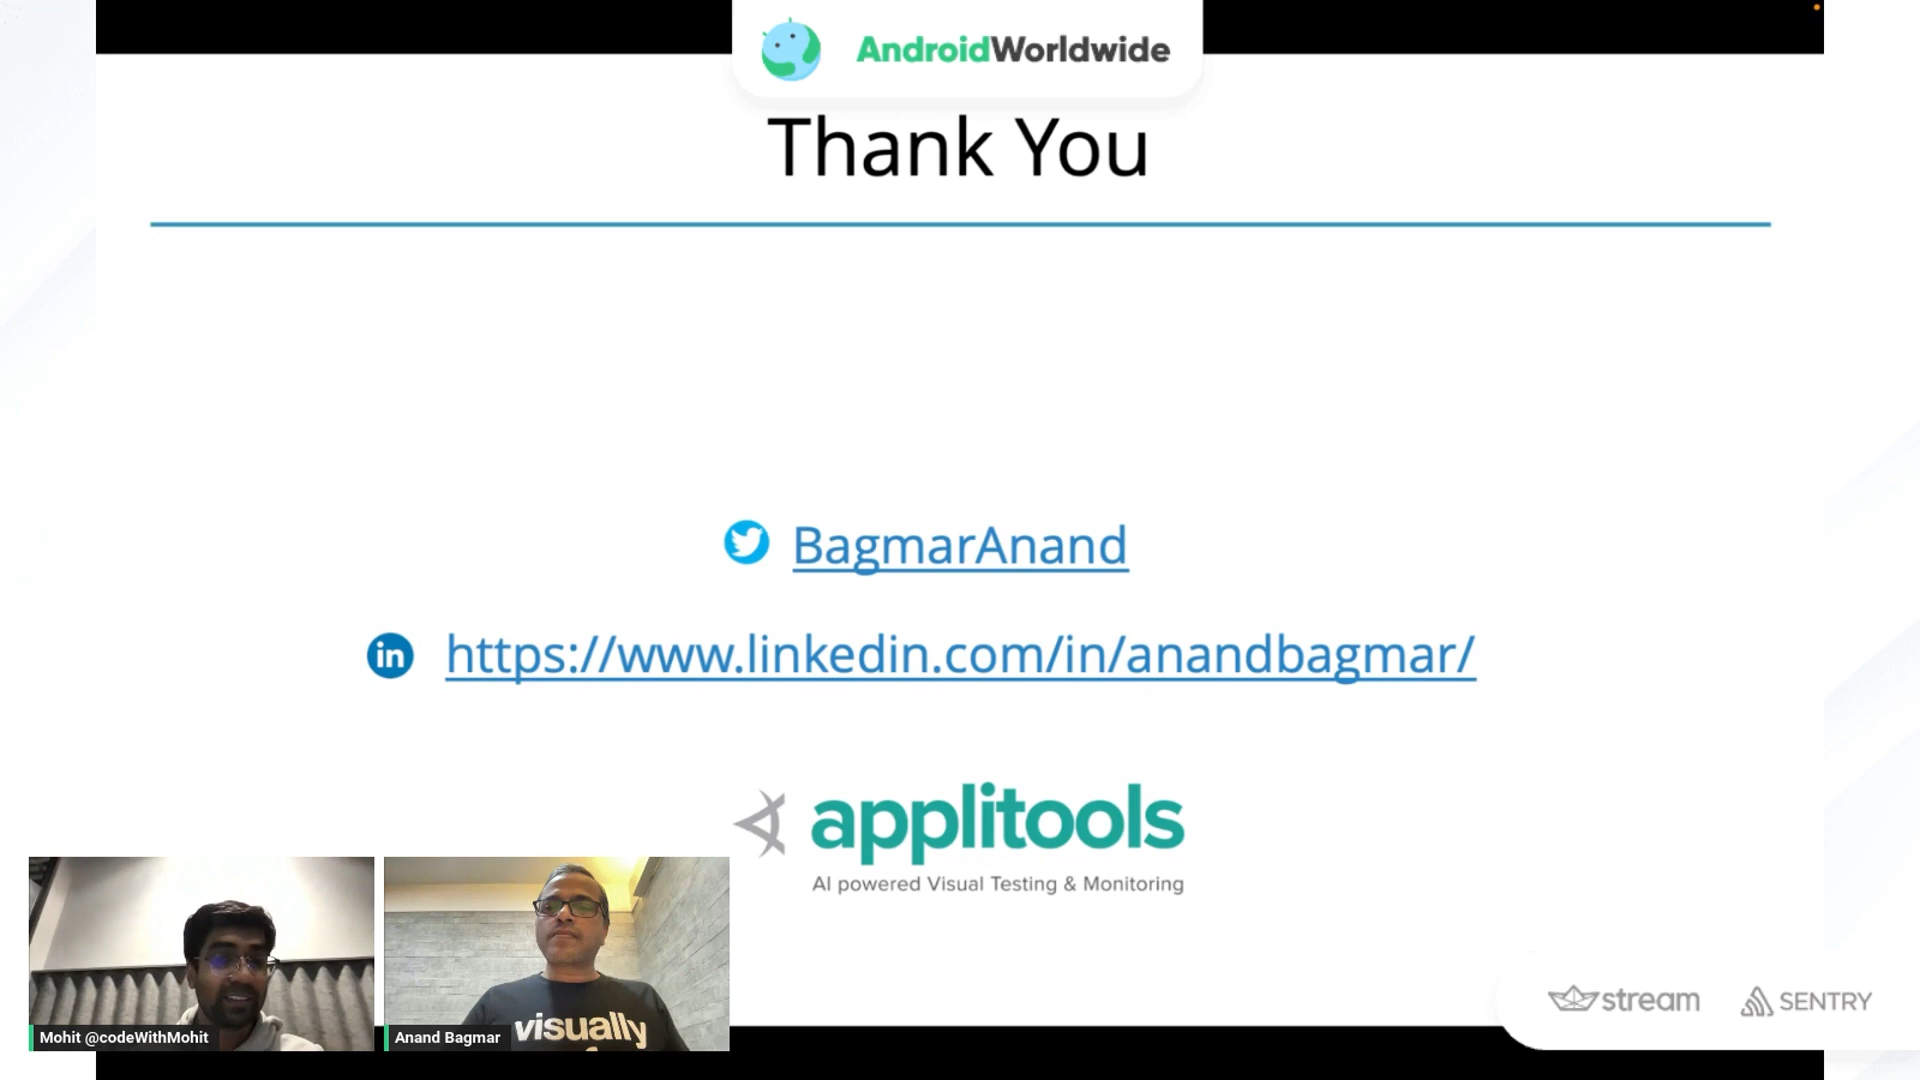 AndroidWorldwide
Thank You
BagmarAnand
in https://www.linkedin.com/in/anandbagmar/
applitools
AI powered Visual Testing & Monitoring
visually
Mohit @codeWithMohit
Anand Bagmar
stream
SENTRY